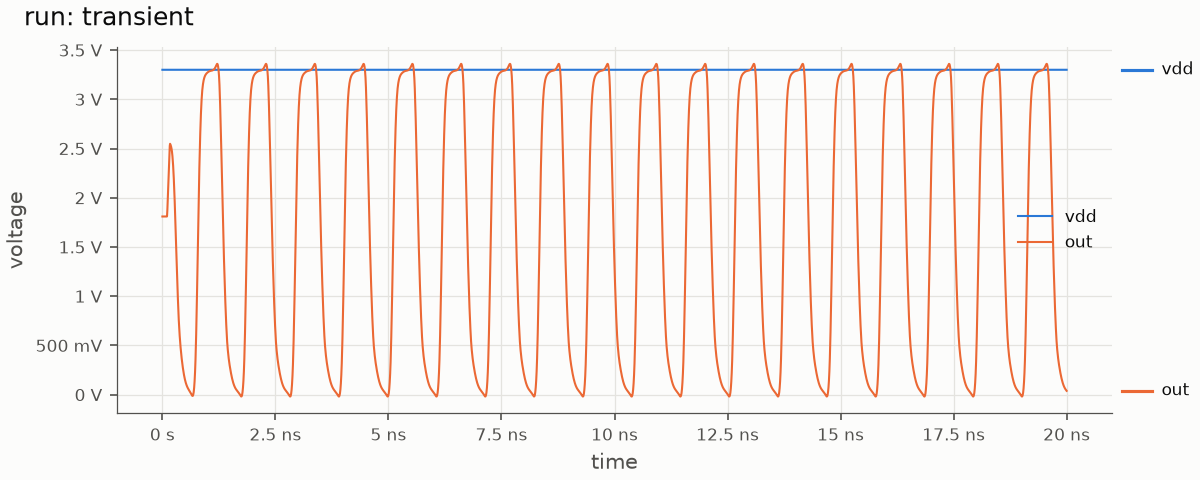 run: transient
3.5 V
3 V
2.5 V
2 V
1.5 V
1 V
500 mV
0 V
voltage
0 s
2.5 ns
5 ns
7.5 ns
10 ns
12.5 ns
15 ns
17.5 ns
20 ns
time
vdd
out
vdd
out